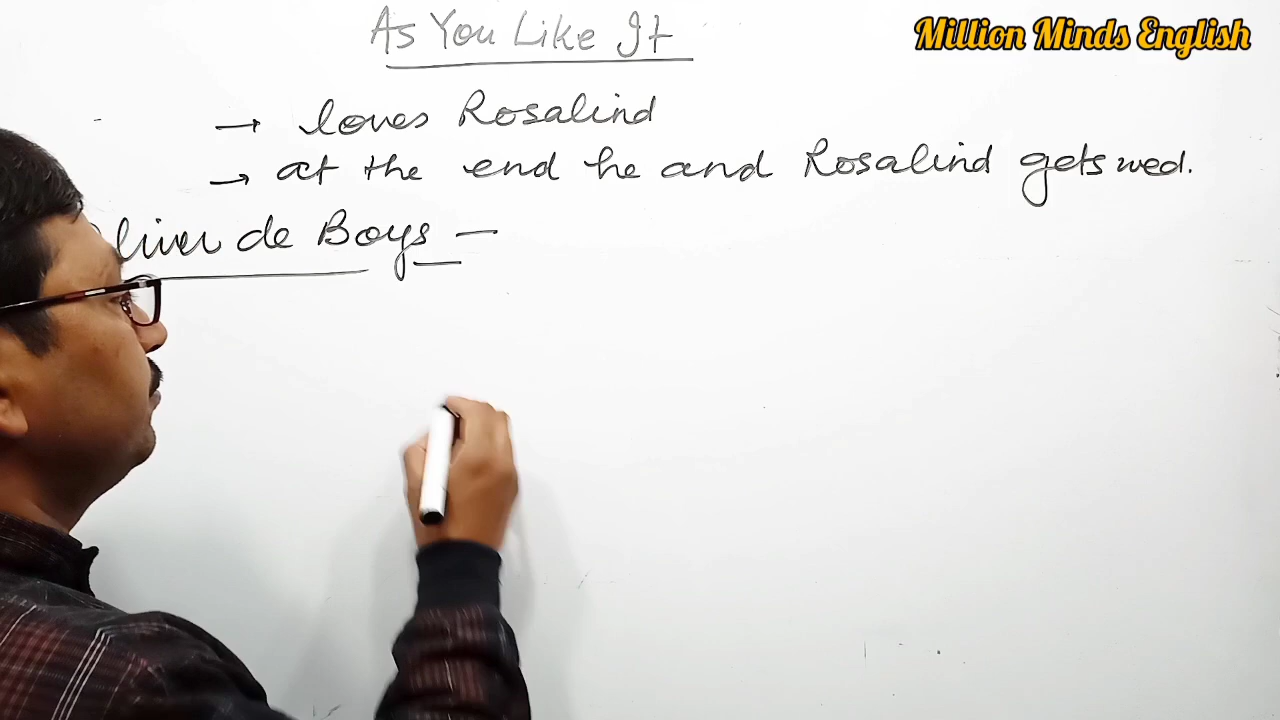 As You Like It
Million Minds English
→ loves Rosalind
→ at the end he and Rosalind gets wed.
de Boys —